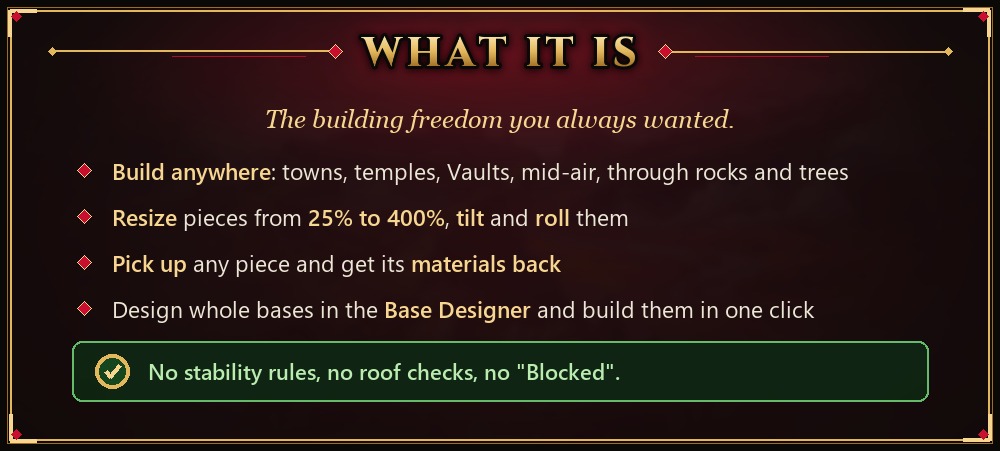 WHAT IT IS
The building freedom you always wanted.
Build anywhere: towns, temples, Vaults, mid-air, through rocks and trees
Resize pieces from 25% to 400%, tilt and roll them
Pick up any piece and get its materials back
Design whole bases in the Base Designer and build them in one click
No stability rules, no roof checks, no "Blocked".